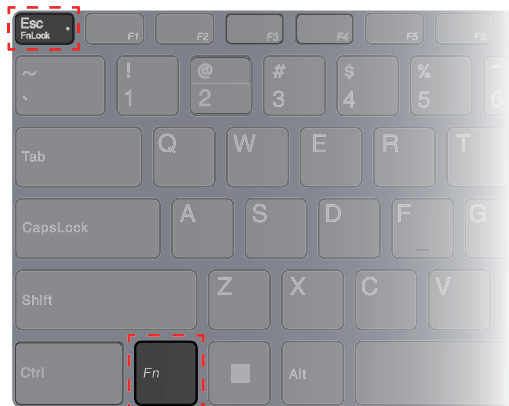 Esc
FnLock
F1 F2 F3 F4 F5 F6
~ ! @ # $ % ^
` 1 2 3 4 5 6
Tab Q W E R T
CapsLock A S D F G
Shift Z X C V
Ctrl Fn Alt